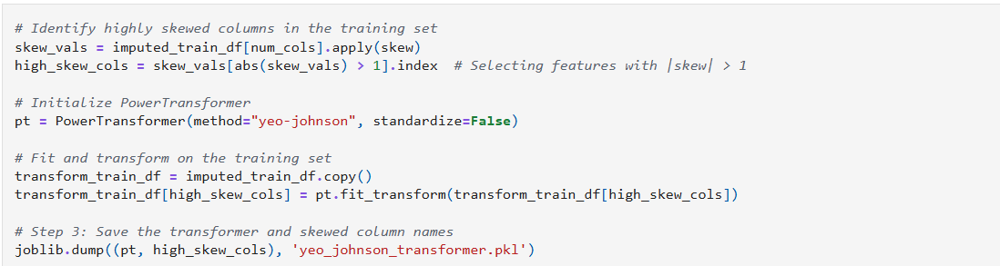 # Identify highly skewed columns in the training set
skew_vals = imputed_train_df[num_cols].apply(skew)
high_skew_cols = skew_vals[abs(skew_vals) > 1].index  # Selecting features with |skew| > 1
# Initialize PowerTransformer
pt = PowerTransformer(method="yeo-johnson", standardize=False)
# Fit and transform on the training set
transform_train_df = imputed_train_df.copy()
transform_train_df[high_skew_cols] = pt.fit_transform(transform_train_df[high_skew_cols])
# Step 3: Save the transformer and skewed column names
joblib.dump((pt, high_skew_cols), 'yeo_johnson_transformer.pkl')